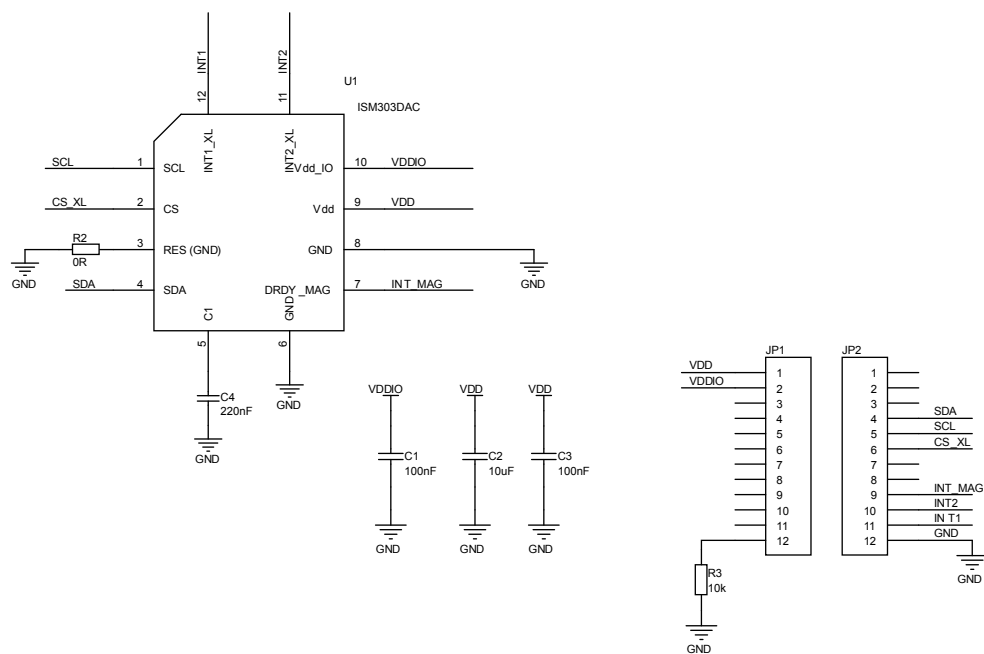 INT1
INT2
12
11
U1
ISM303DAC
INT1_XL
INT2_XL
SCL 1 SCL
Vdd_IO 10 VDDIO
CS_XL 2 CS
Vdd 9 VDD
R2
0R
3 RES (GND)
GND 8
GND
GND
SDA 4 SDA
DRDY _MAG 7 INT_MAG
C1
GND
5
6
C4
220nF
GND
GND
VDDIO
VDD
VDD
C1
100nF
C2
10uF
C3
100nF
GND
GND
GND
JP1
JP2
VDD
VDDIO
1
2
3
4
5
6
7
8
9
10
11
12
1
2
3
4
5
6
7
8
9
10
11
12
SDA
SCL
CS_XL
INT_MAG
INT2
IN T1
GND
GND
R3
10k
GND